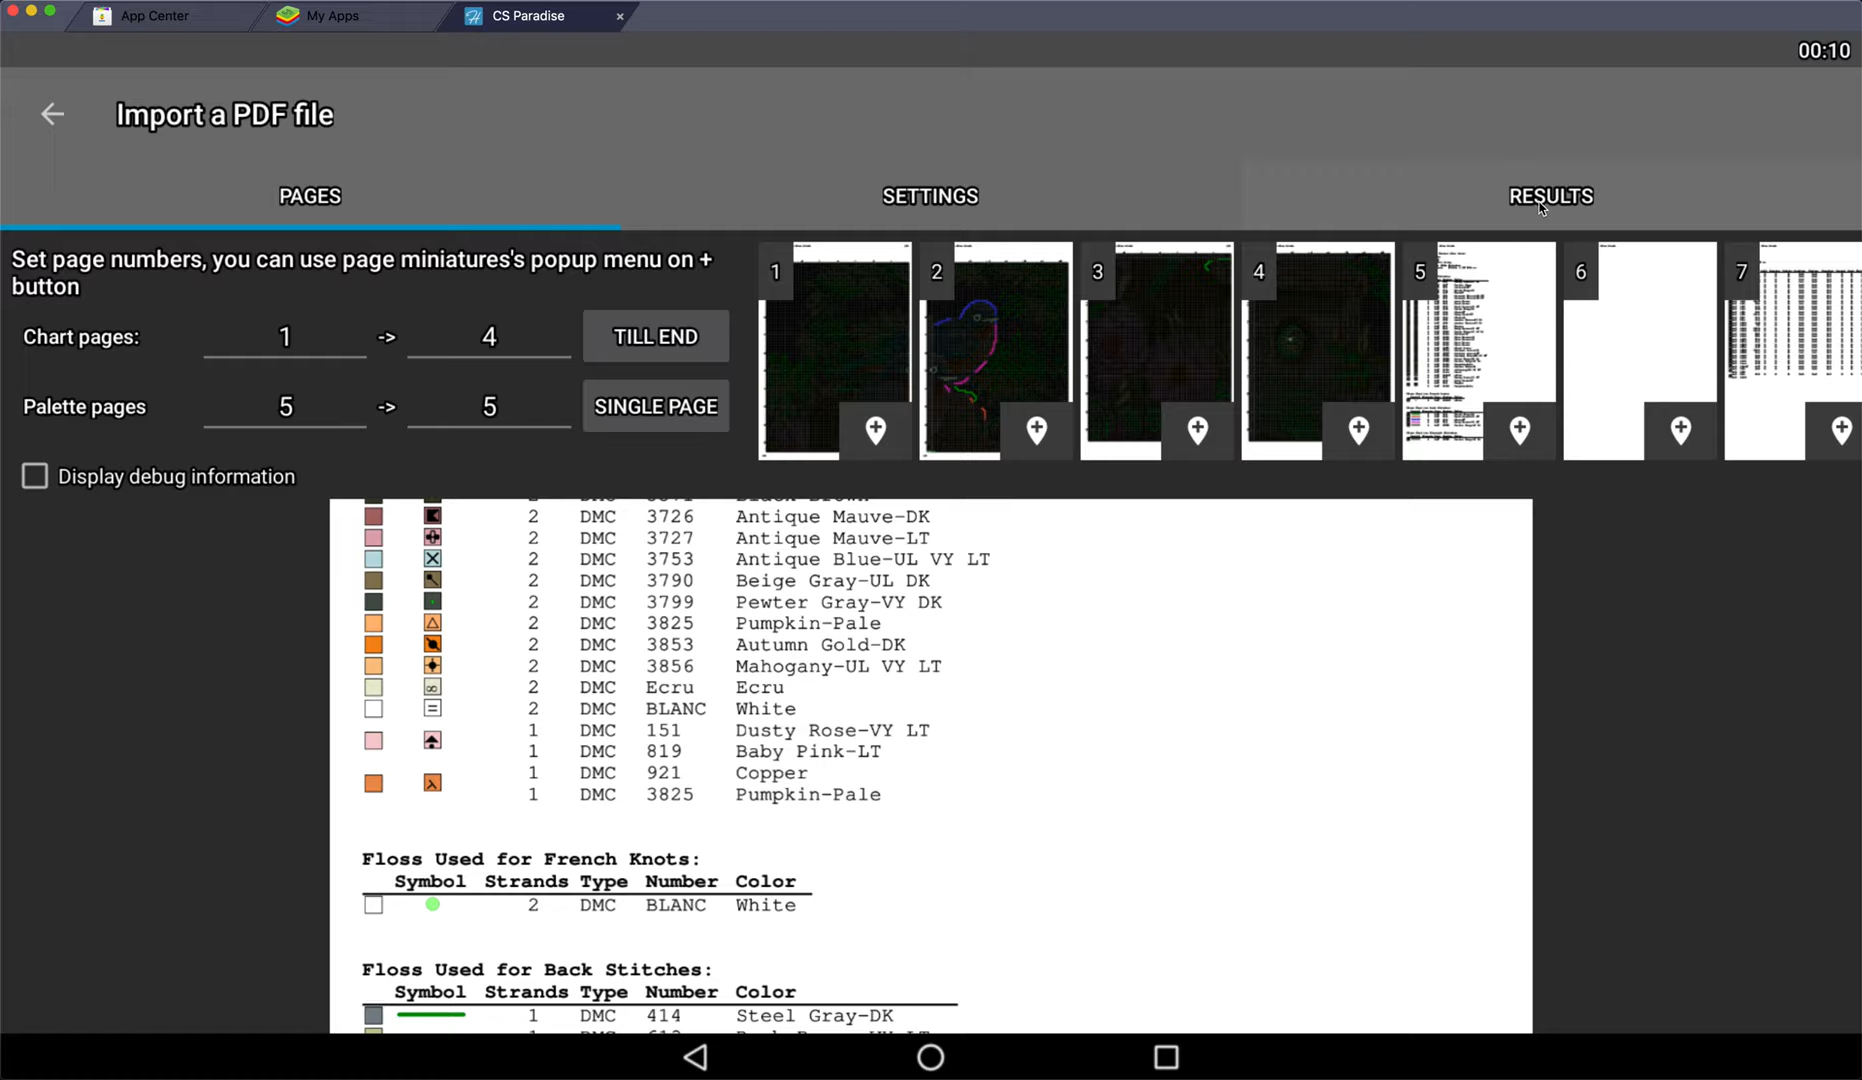 App Center
My Apps
CS Paradise
00:10
Import a PDF file
PAGES
SETTINGS
RESULTS
Set page numbers, you can use page miniatures's popup menu on +
button
Chart pages:
1
->
4
TILL END
Palette pages
5
->
5
SINGLE PAGE
Display debug information
1
2
3
4
5
6
7
2 DMC 3726 Antique Mauve-DK
2 DMC 3727 Antique Mauve-LT
2 DMC 3753 Antique Blue-UL VY LT
2 DMC 3790 Beige Gray-UL DK
2 DMC 3799 Pewter Gray-VY DK
2 DMC 3825 Pumpkin-Pale
2 DMC 3853 Autumn Gold-DK
2 DMC 3856 Mahogany-UL VY LT
2 DMC Ecru Ecru
2 DMC BLANC White
1 DMC 151 Dusty Rose-VY LT
1 DMC 819 Baby Pink-LT
1 DMC 921 Copper
1 DMC 3825 Pumpkin-Pale
Floss Used for French Knots:
Symbol Strands Type Number Color
2 DMC BLANC White
Floss Used for Back Stitches:
Symbol Strands Type Number Color
1 DMC 414 Steel Gray-DK